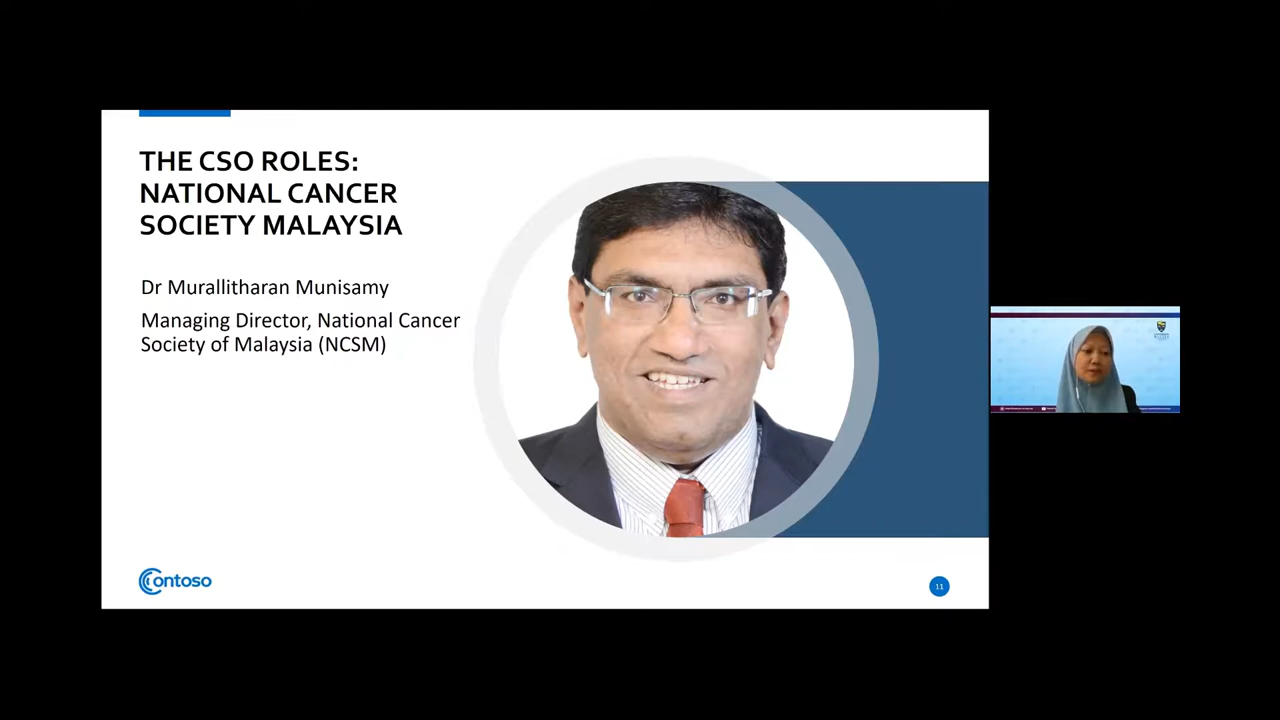 THE CSO ROLES:
NATIONAL CANCER
SOCIETY MALAYSIA
Dr Murallitharan Munisamy
Managing Director, National Cancer
Society of Malaysia (NCSM)
Contoso
11